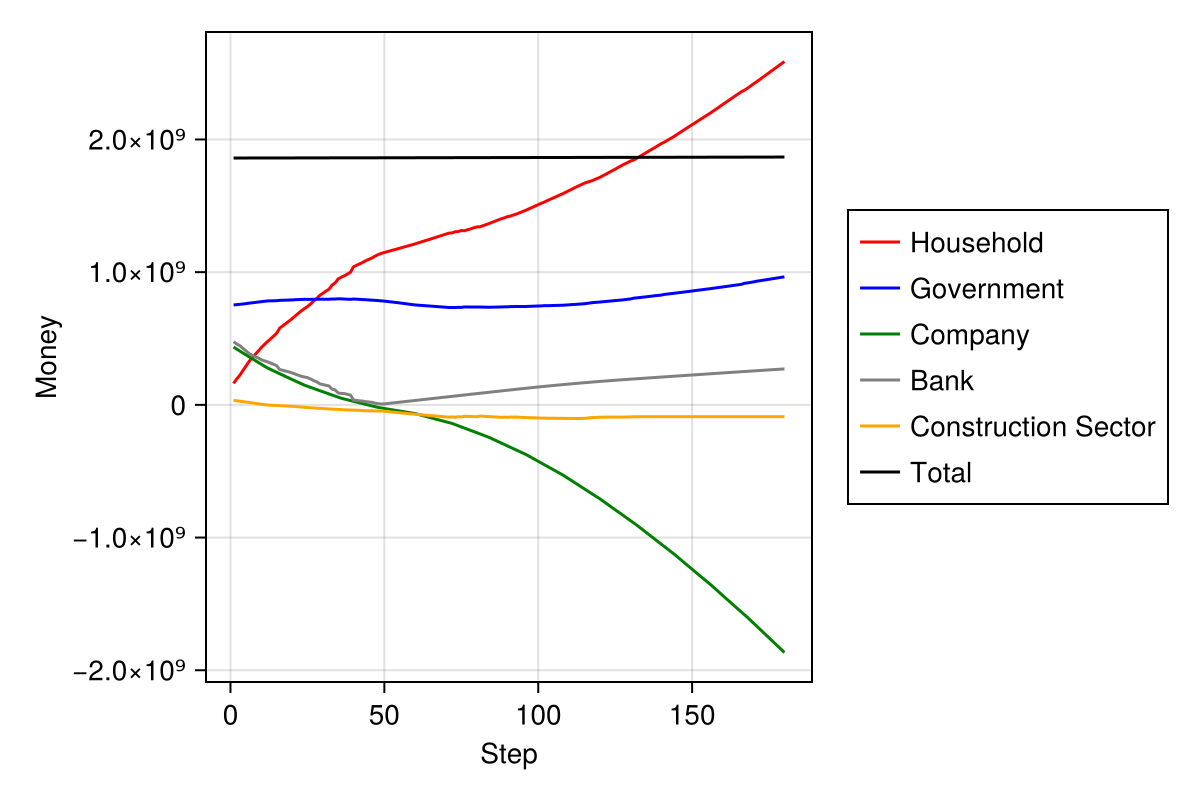 2.0×10⁹
1.0×10⁹
0
−1.0×10⁹
−2.0×10⁹
Money
0 50 100 150
Step
Household
Government
Company
Bank
Construction Sector
Total